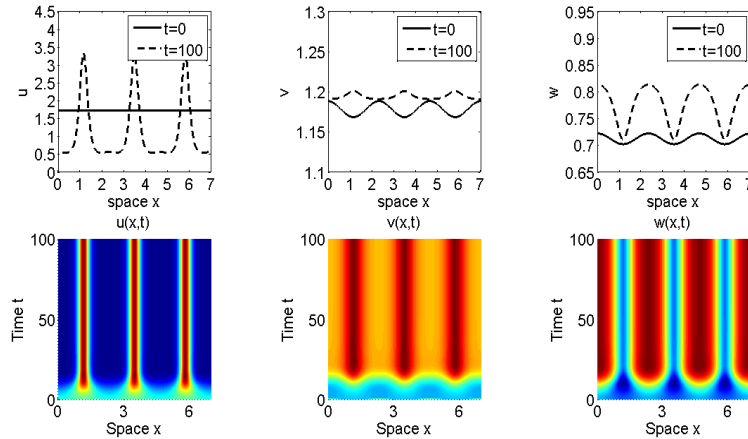 4.5
4
3.5
3
2.5
2
1.5
1
0.5
0
u
t=0
t=100
0 1 2 3 4 5 6 7
space x
1.3
1.2
1.15
1.1
v
t=0
t=100
0 1 2 3 4 5 6 7
space x
0.95
0.9
0.85
0.8
0.75
0.7
0.65
w
t=0
t=100
0 1 2 3 4 5 6 7
space x
u(x,t)
100
50
0
Time t
0 3 6
Space x
v(x,t)
100
50
0
Time t
0 3 6
Space x
w(x,t)
100
50
0
Time t
0 3 6
Space x